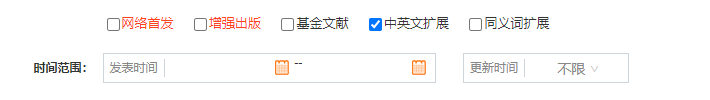 网络首发 增强出版 基金文献 中英文扩展 同义词扩展
时间范围： 发表时间 -- 更新时间 不限